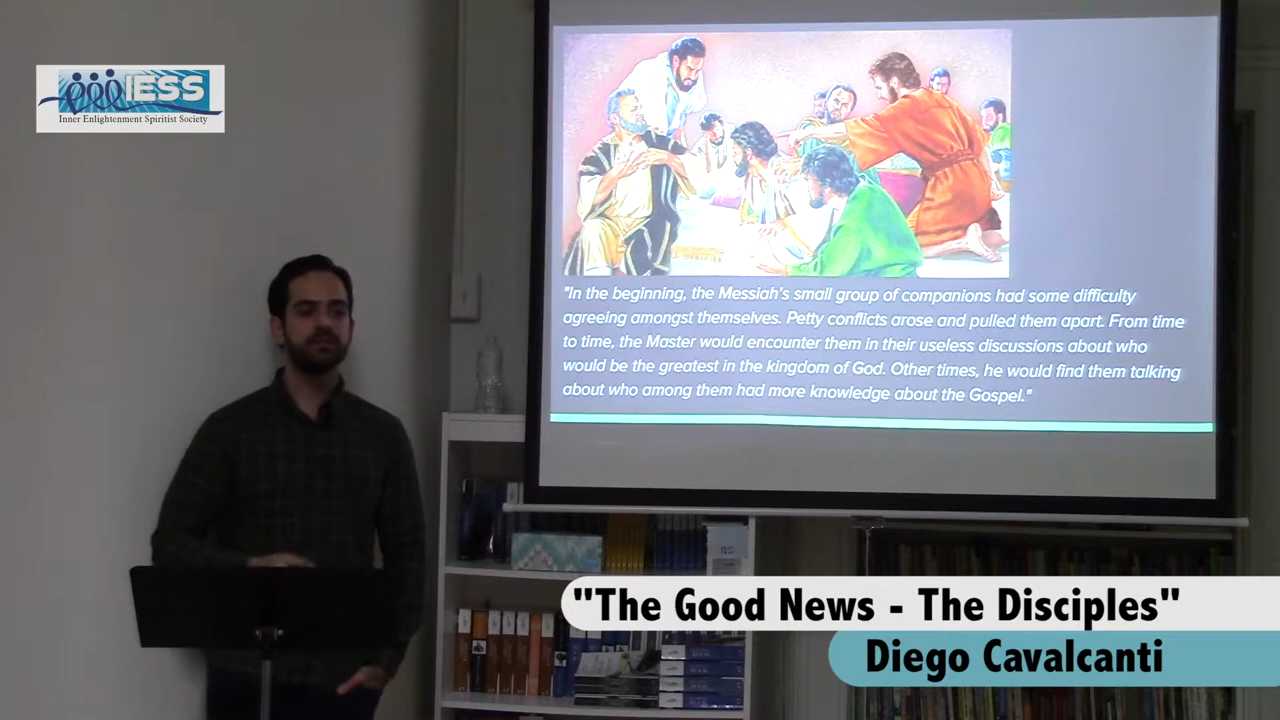 IESS
Inner Enlightenment Spiritist Society
"In the beginning, the Messiah's small group of companions had some difficulty
agreeing amongst themselves. Petty conflicts arose and pulled them apart. From time
to time, the Master would encounter them in their useless discussions about who
would be the greatest in the kingdom of God. Other times, he would find them talking
about who among them had more knowledge about the Gospel."
"The Good News - The Disciples"
Diego Cavalcanti